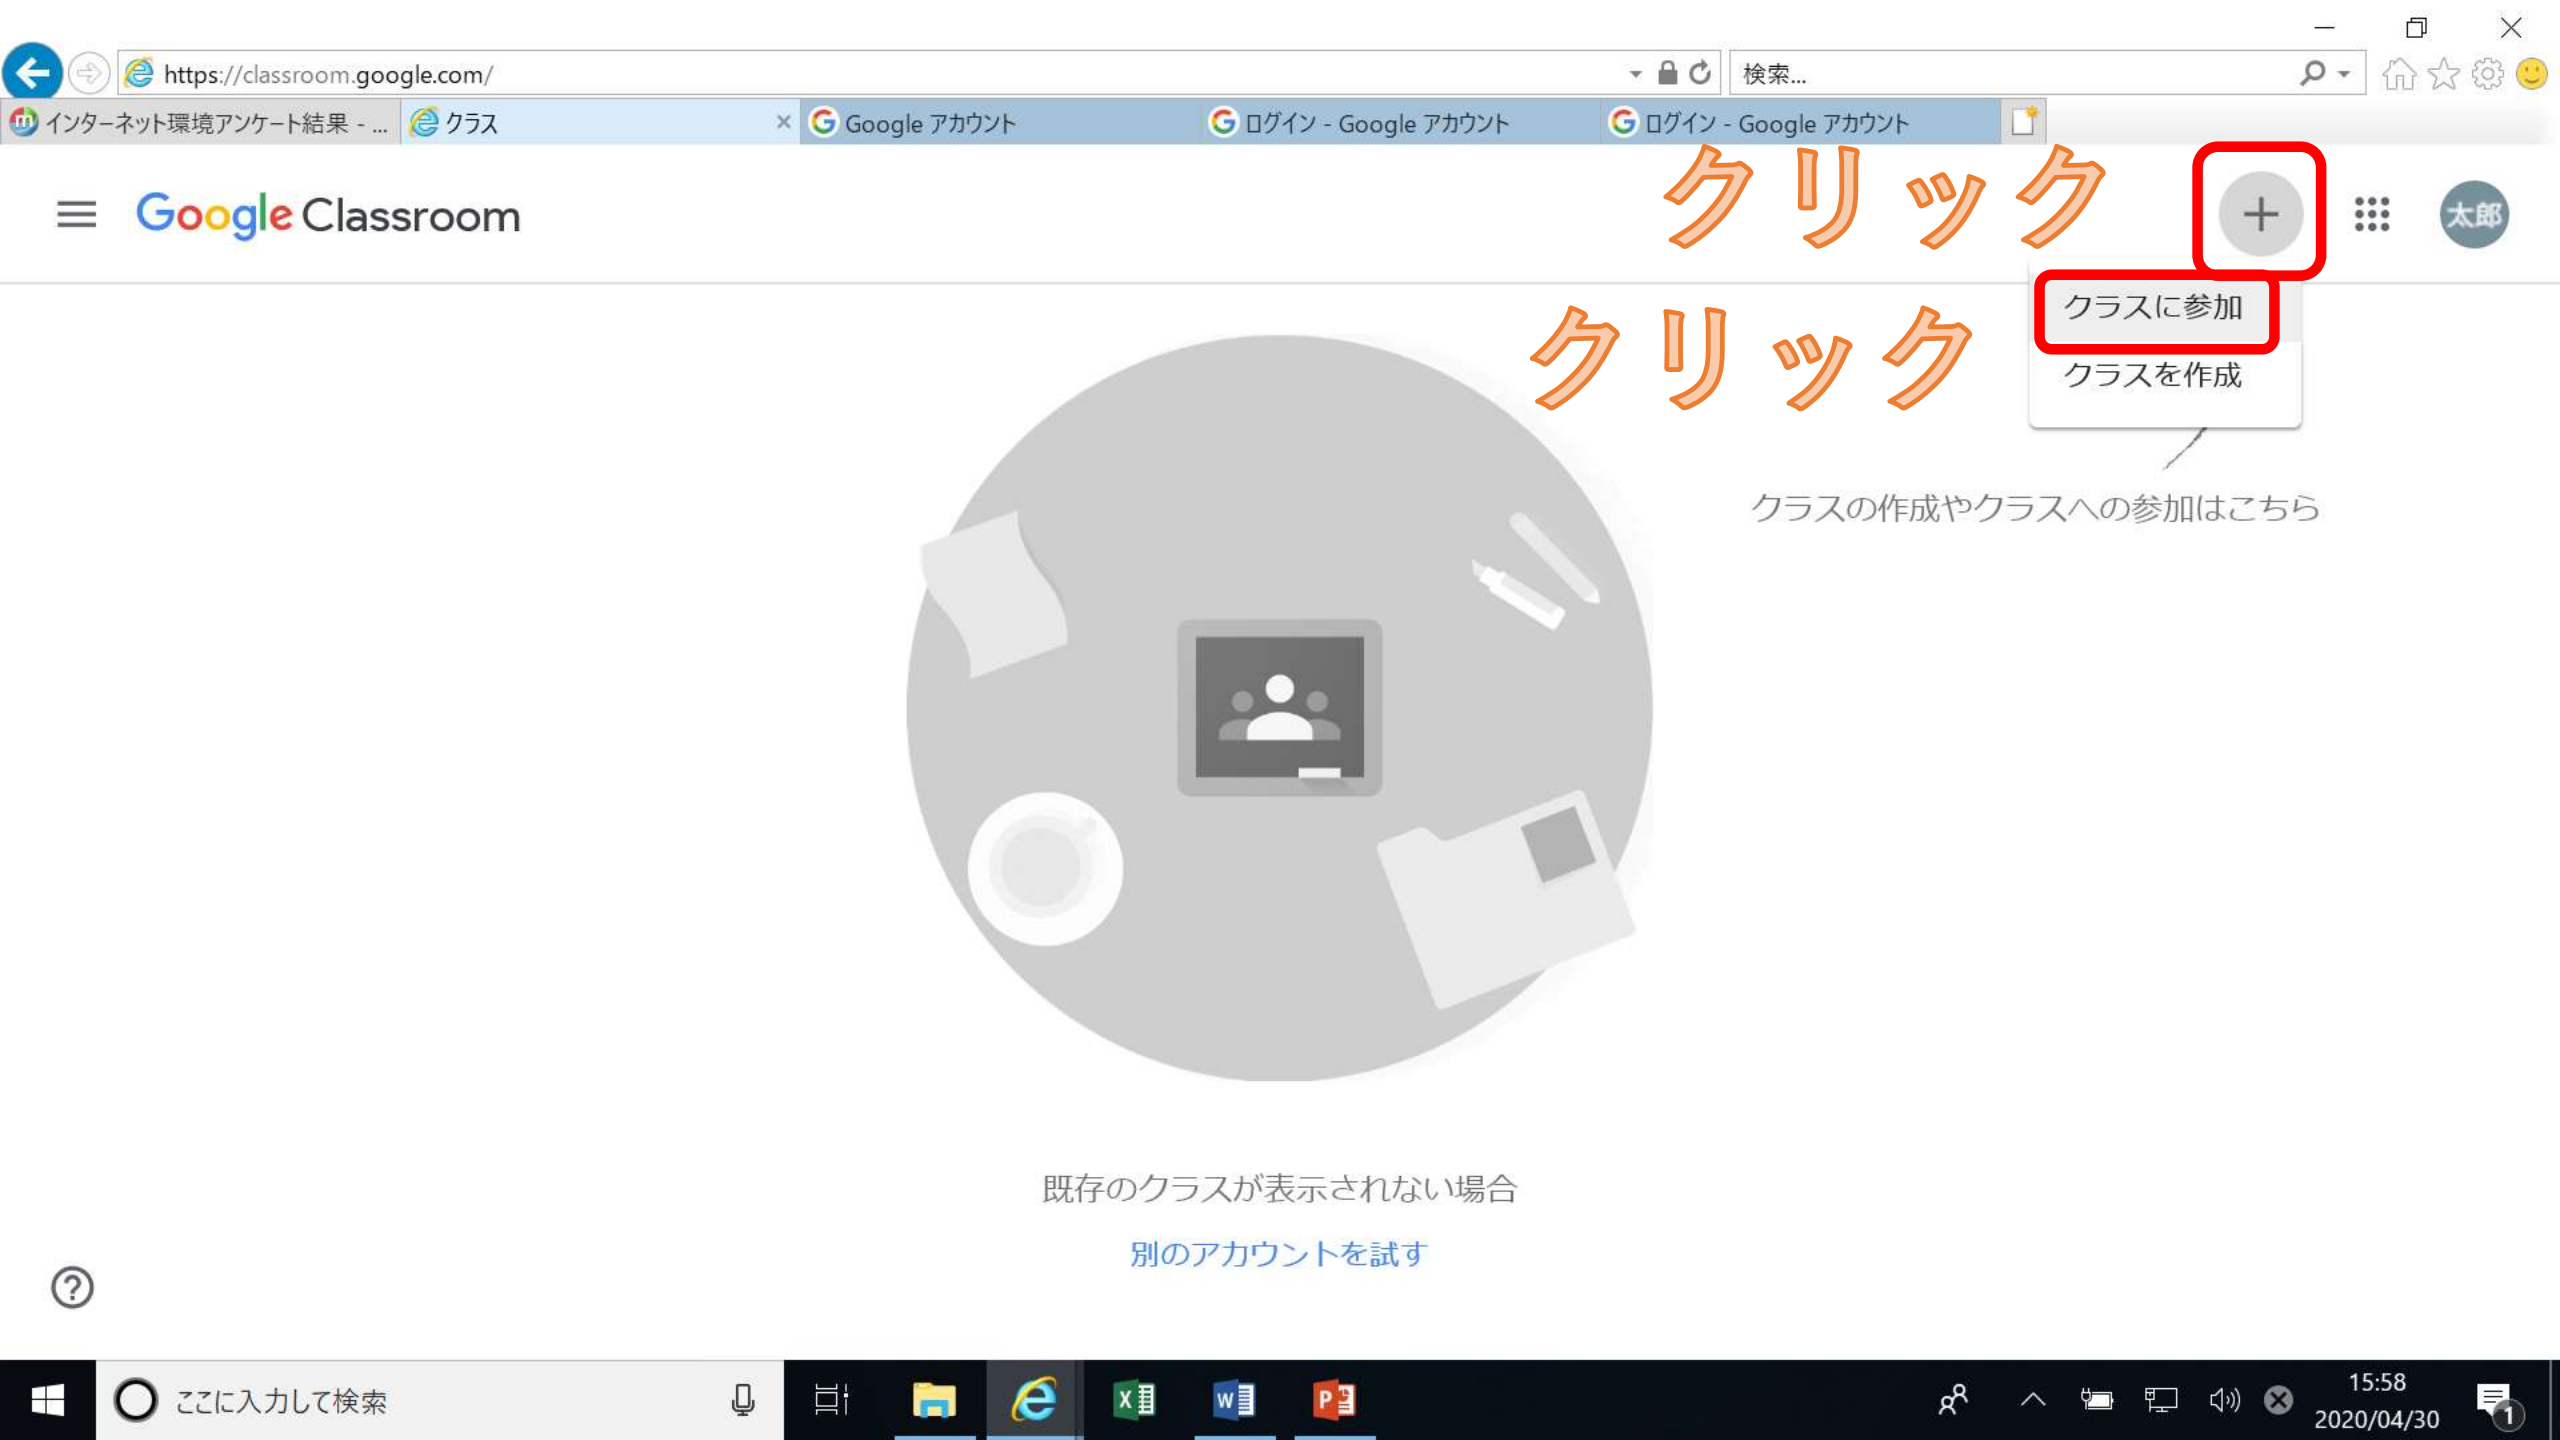 https://classroom.google.com/
検索...
インターネット環境アンケート結果 - ...
クラス
Google アカウント
ログイン - Google アカウント
ログイン - Google アカウント
クリック
Google Classroom
太郎
クラスに参加
クリック
クラスを作成
クラスの作成やクラスへの参加はこちら
既存のクラスが表示されない場合
別のアカウントを試す
ここに入力して検索
15:58
2020/04/30
1